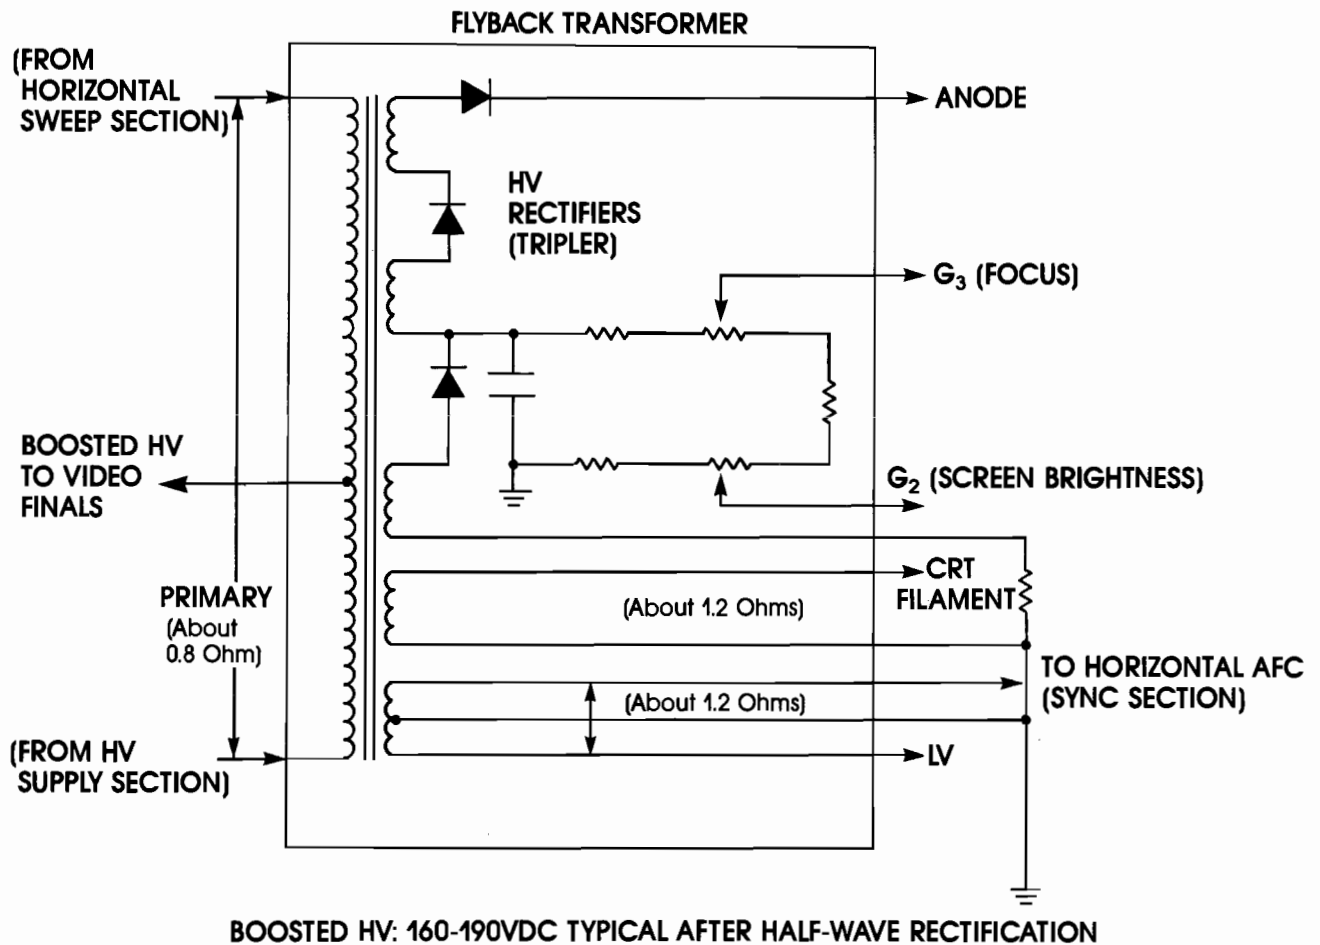 FLYBACK TRANSFORMER
(FROM
HORIZONTAL
SWEEP SECTION)
ANODE
HV
RECTIFIERS
(TRIPLER)
G3 (FOCUS)
BOOSTED HV
TO VIDEO
FINALS
G2 (SCREEN BRIGHTNESS)
CRT
FILAMENT
PRIMARY
(About
0.8 Ohm)
(About 1.2 Ohms)
TO HORIZONTAL AFC
(SYNC SECTION)
(About 1.2 Ohms)
(FROM HV
SUPPLY SECTION)
LV
BOOSTED HV: 160-190VDC TYPICAL AFTER HALF-WAVE RECTIFICATION